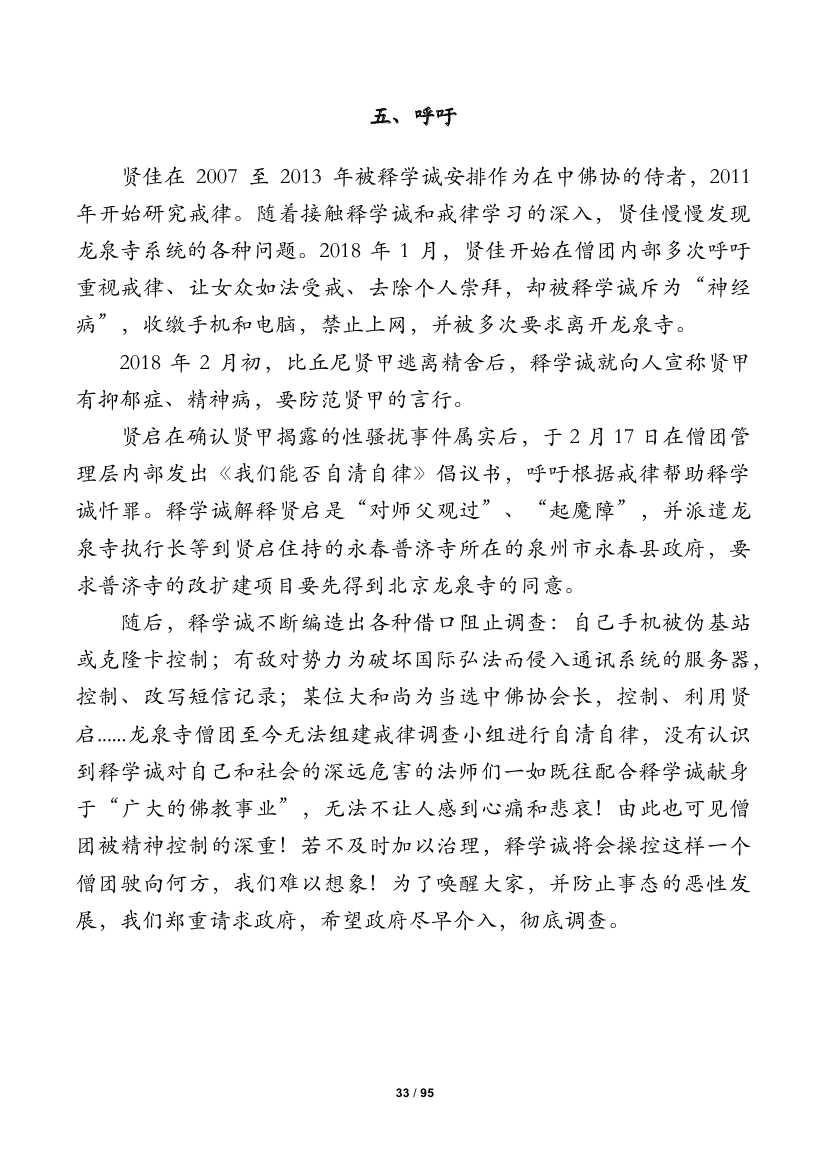 五、呼吁
贤佳在 2007 至 2013 年被释学诚安排作为在中佛协的侍者，2011
年开始研究戒律。随着接触释学诚和戒律学习的深入，贤佳慢慢发现
龙泉寺系统的各种问题。2018 年 1 月，贤佳开始在僧团内部多次呼吁
重视戒律、让女众如法受戒、去除个人崇拜，却被释学诚斥为“神经
病”，收缴手机和电脑，禁止上网，并被多次要求离开龙泉寺。
2018 年 2 月初，比丘尼贤甲逃离精舍后，释学诚就向人宣称贤甲
有抑郁症、精神病，要防范贤甲的言行。
贤启在确认贤甲揭露的性骚扰事件属实后，于 2 月 17 日在僧团管
理层内部发出《我们能否自清自律》倡议书，呼吁根据戒律帮助释学
诚忏罪。释学诚解释贤启是“对师父观过”、“起魔障”，并派遣龙
泉寺执行长等到贤启住持的永春普济寺所在的泉州市永春县政府，要
求普济寺的改扩建项目要先得到北京龙泉寺的同意。
随后，释学诚不断编造出各种借口阻止调查：自己手机被伪基站
或克隆卡控制；有敌对势力为破坏国际弘法而侵入通讯系统的服务器，
控制、改写短信记录；某位大和尚为当选中佛协会长，控制、利用贤
启......龙泉寺僧团至今无法组建戒律调查小组进行自清自律，没有认识
到释学诚对自己和社会的深远危害的法师们一如既往配合释学诚献身
于“广大的佛教事业”，无法不让人感到心痛和悲哀！由此也可见僧
团被精神控制的深重！若不及时加以治理，释学诚将会操控这样一个
僧团驶向何方，我们难以想象！为了唤醒大家，并防止事态的恶性发
展，我们郑重请求政府，希望政府尽早介入，彻底调查。
33 / 95